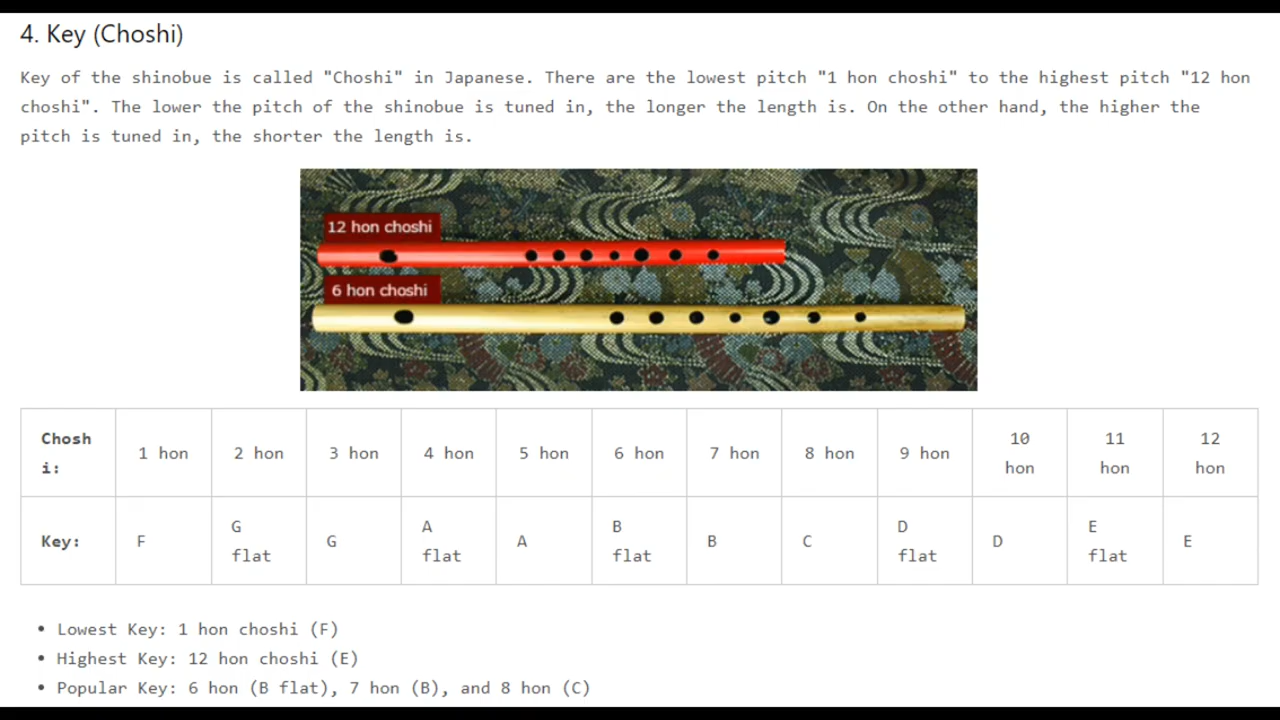 4. Key (Choshi)
Key of the shinobue is called "Choshi" in Japanese. There are the lowest pitch "1 hon choshi" to the highest pitch "12 hon
choshi". The lower the pitch of the shinobue is tuned in, the longer the length is. On the other hand, the higher the
pitch is tuned in, the shorter the length is.
12 hon choshi
6 hon choshi
Choshi: 1 hon 2 hon 3 hon 4 hon 5 hon 6 hon 7 hon 8 hon 9 hon 10 hon 11 hon 12 hon
Key: F G flat G A flat A B flat B C D flat D E flat E
• Lowest Key: 1 hon choshi (F)
• Highest Key: 12 hon choshi (E)
• Popular Key: 6 hon (B flat), 7 hon (B), and 8 hon (C)